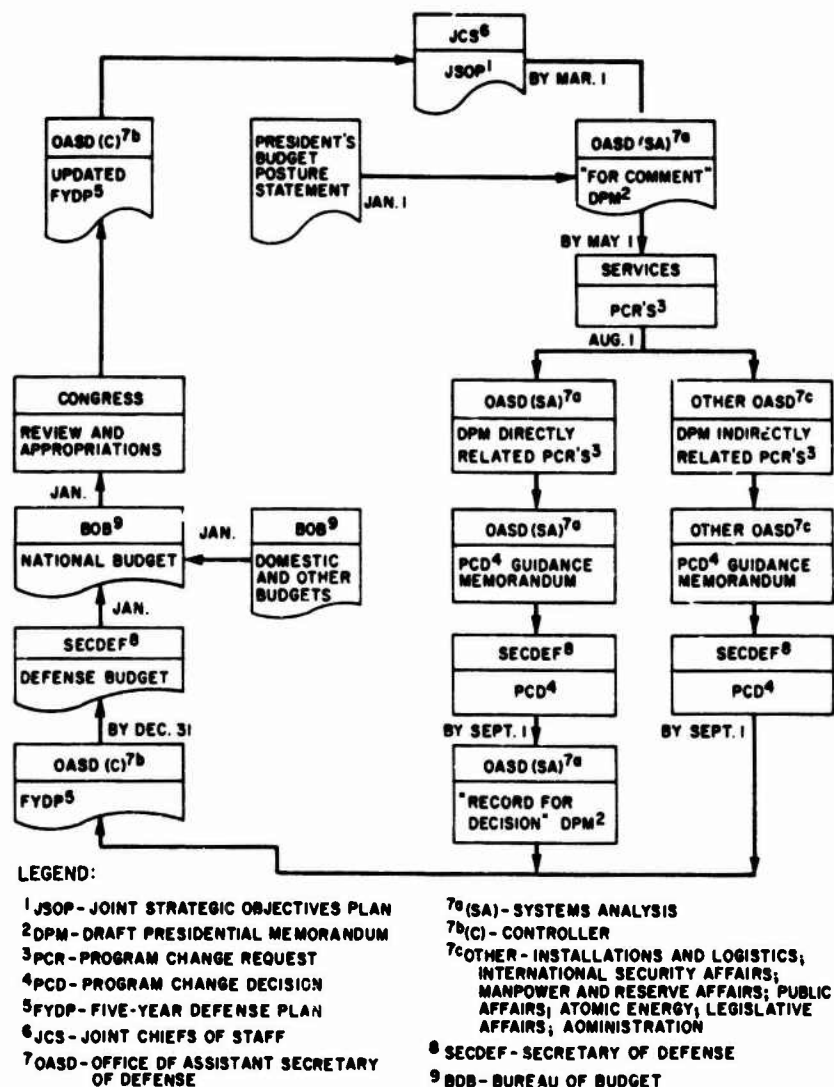 JCS⁶
JSOP¹
BY MAR. 1
OASD(C)⁷ᵇ
UPDATED
FYDP⁵
PRESIDENT'S
BUDGET
POSTURE
STATEMENT
JAN. 1
OASD(SA)⁷ᵃ
"FOR COMMENT"
DPM²
BY MAY 1
SERVICES
PCR'S³
AUG. 1
CONGRESS
REVIEW AND
APPROPRIATIONS
JAN.
OASD(SA)⁷ᵃ
DPM DIRECTLY
RELATED PCR'S³
OTHER OASD⁷ᶜ
DPM INDIRECTLY
RELATED PCR'S³
BOB⁹
NATIONAL BUDGET
JAN.
JAN.
BOB⁹
DOMESTIC
AND OTHER
BUDGETS
OASD(SA)⁷ᵃ
PCD⁴ GUIDANCE
MEMORANDUM
OTHER OASD⁷ᶜ
PCD⁴ GUIDANCE
MEMORANDUM
SECDEF⁸
DEFENSE BUDGET
BY DEC. 31
SECDEF⁸
PCD⁴
BY SEPT. 1
SECDEF⁸
PCD⁴
BY SEPT. 1
OASD (C)⁷ᵇ
FYDP⁵
OASD(SA)⁷ᵃ
"RECORD FOR
DECISION" DPM²
LEGEND:
¹JSOP-JOINT STRATEGIC OBJECTIVES PLAN
²DPM-DRAFT PRESIDENTIAL MEMORANDUM
³PCR-PROGRAM CHANGE REQUEST
⁴PCD-PROGRAM CHANGE DECISION
⁵FYDP-FIVE-YEAR DEFENSE PLAN
⁶JCS-JOINT CHIEFS OF STAFF
⁷OASD-OFFICE OF ASSISTANT SECRETARY
OF DEFENSE
⁷ᵃ(SA)-SYSTEMS ANALYSIS
⁷ᵇ(C)-CONTROLLER
⁷ᶜOTHER-INSTALLATIONS AND LOGISTICS;
INTERNATIONAL SECURITY AFFAIRS;
MANPOWER AND RESERVE AFFAIRS; PUBLIC
AFFAIRS; ATOMIC ENERGY; LEGISLATIVE
AFFAIRS; ADMINISTRATION
⁸SECDEF-SECRETARY OF DEFENSE
⁹BOB-BUREAU OF BUDGET